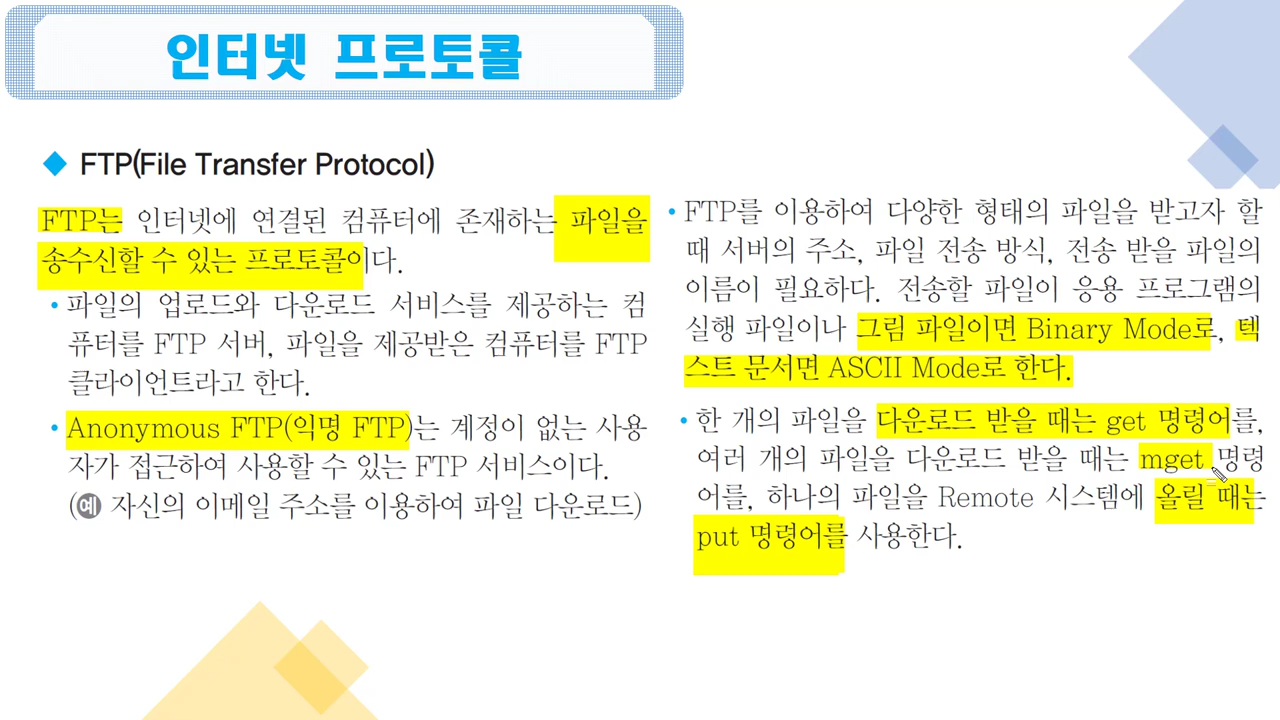 인터넷 프로토콜
◆ FTP(File Transfer Protocol)
FTP는 인터넷에 연결된 컴퓨터에 존재하는 파일을
송수신할 수 있는 프로토콜이다.
• 파일의 업로드와 다운로드 서비스를 제공하는 컴
퓨터를 FTP 서버, 파일을 제공받은 컴퓨터를 FTP
클라이언트라고 한다.
• Anonymous FTP(익명 FTP)는 계정이 없는 사용
자가 접근하여 사용할 수 있는 FTP 서비스이다.
(예 자신의 이메일 주소를 이용하여 파일 다운로드)
• FTP를 이용하여 다양한 형태의 파일을 받고자 할
때 서버의 주소, 파일 전송 방식, 전송 받을 파일의
이름이 필요하다. 전송할 파일이 응용 프로그램의
실행 파일이나 그림 파일이면 Binary Mode로, 텍
스트 문서면 ASCII Mode로 한다.
• 한 개의 파일을 다운로드 받을 때는 get 명령어를,
여러 개의 파일을 다운로드 받을 때는 mget 명령
어를, 하나의 파일을 Remote 시스템에 올릴 때는
put 명령어를 사용한다.